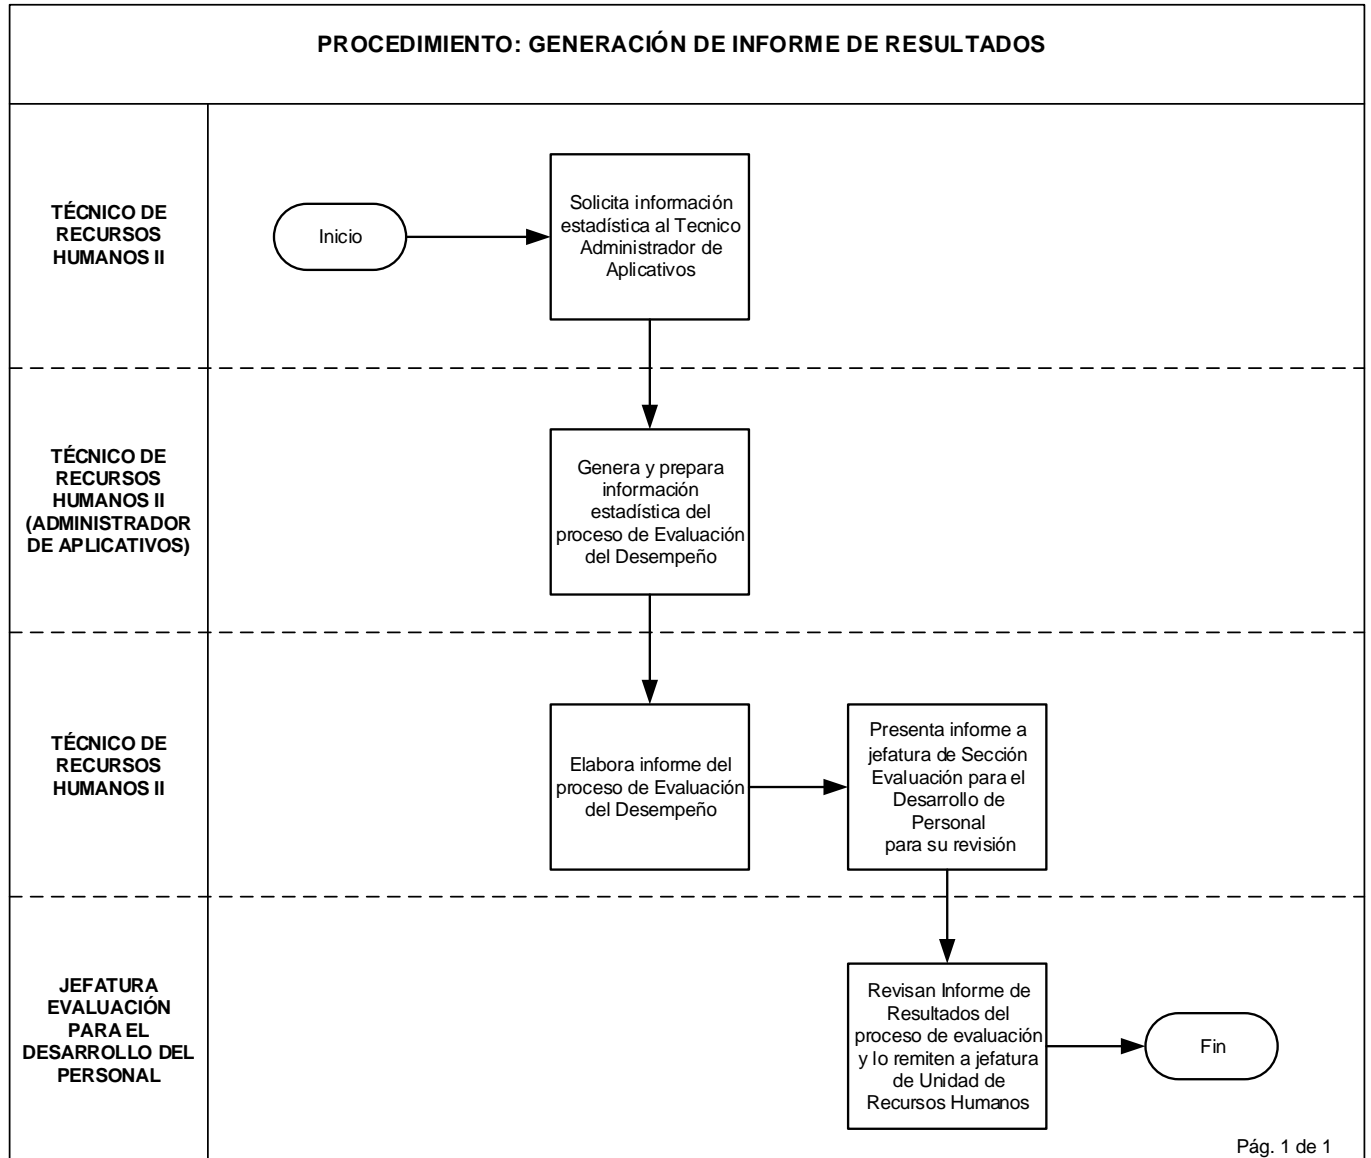 PROCEDIMIENTO: GENERACIÓN DE INFORME DE RESULTADOS
TÉCNICO DE
RECURSOS
HUMANOS II
Inicio
Solicita información
estadística al Tecnico
Administrador de
Aplicativos
TÉCNICO DE
RECURSOS
HUMANOS II
(ADMINISTRADOR
DE APLICATIVOS)
Genera y prepara
información
estadística del
proceso de Evaluación
del Desempeño
TÉCNICO DE
RECURSOS
HUMANOS II
Elabora informe del
proceso de Evaluación
del Desempeño
Presenta informe a
jefatura de Sección
Evaluación para el
Desarrollo de
Personal
para su revisión
JEFATURA
EVALUACIÓN
PARA EL
DESARROLLO DEL
PERSONAL
Revisan Informe de
Resultados del
proceso de evaluación
y lo remiten a jefatura
de Unidad de
Recursos Humanos
Fin
Pág. 1 de 1